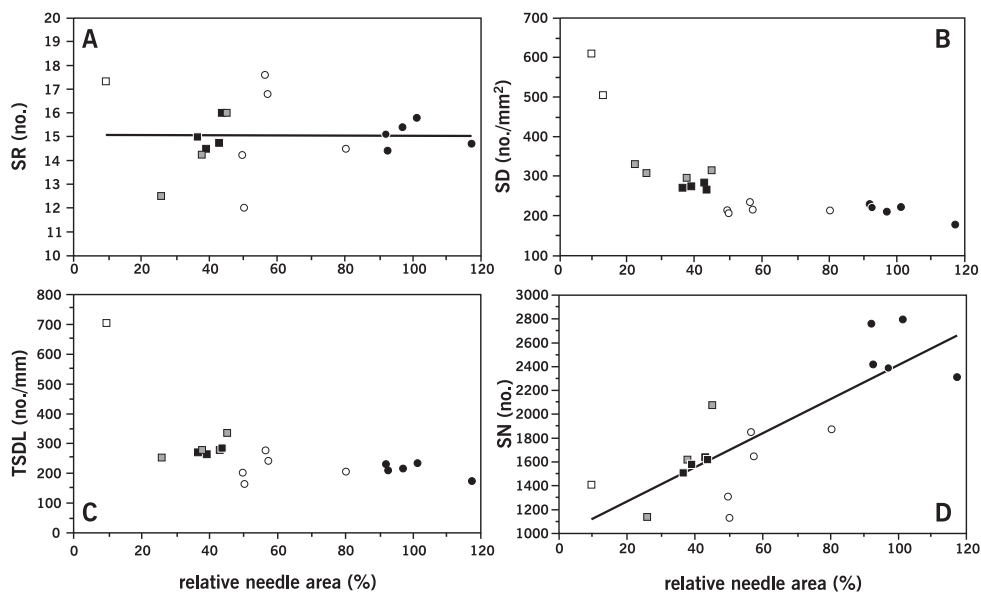 A
SR (no.)
20
19
18
17
16
15
14
13
12
11
10
0 20 40 60 80 100 120
B
SD (no./mm²)
700
600
500
400
300
200
100
0 20 40 60 80 100 120
C
TSDL (no./mm)
800
700
600
500
400
300
200
100
0
0 20 40 60 80 100 120
relative needle area (%)
D
SN (no.)
3000
2800
2600
2400
2200
2000
1800
1600
1400
1200
1000
0 20 40 60 80 100 120
relative needle area (%)